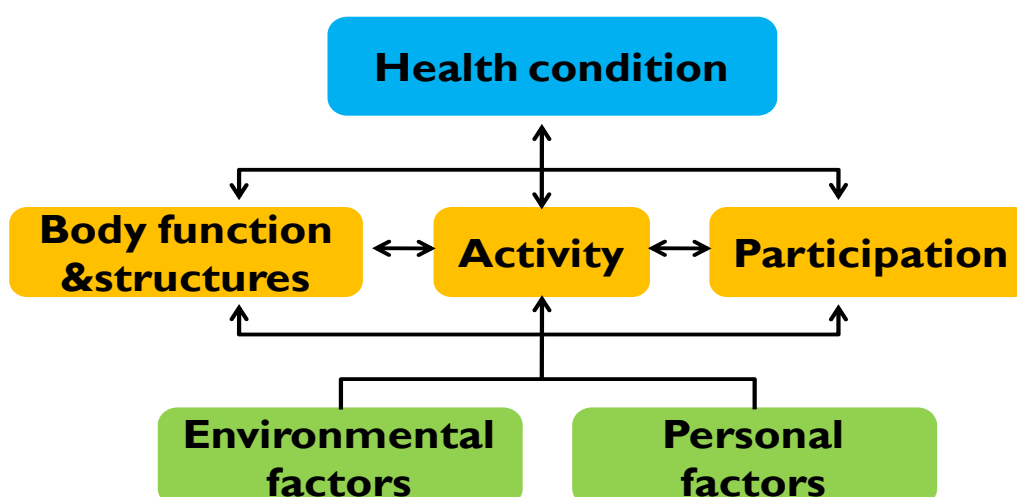 Health condition
Body function
&structures
Activity
Participation
Environmental
factors
Personal
factors